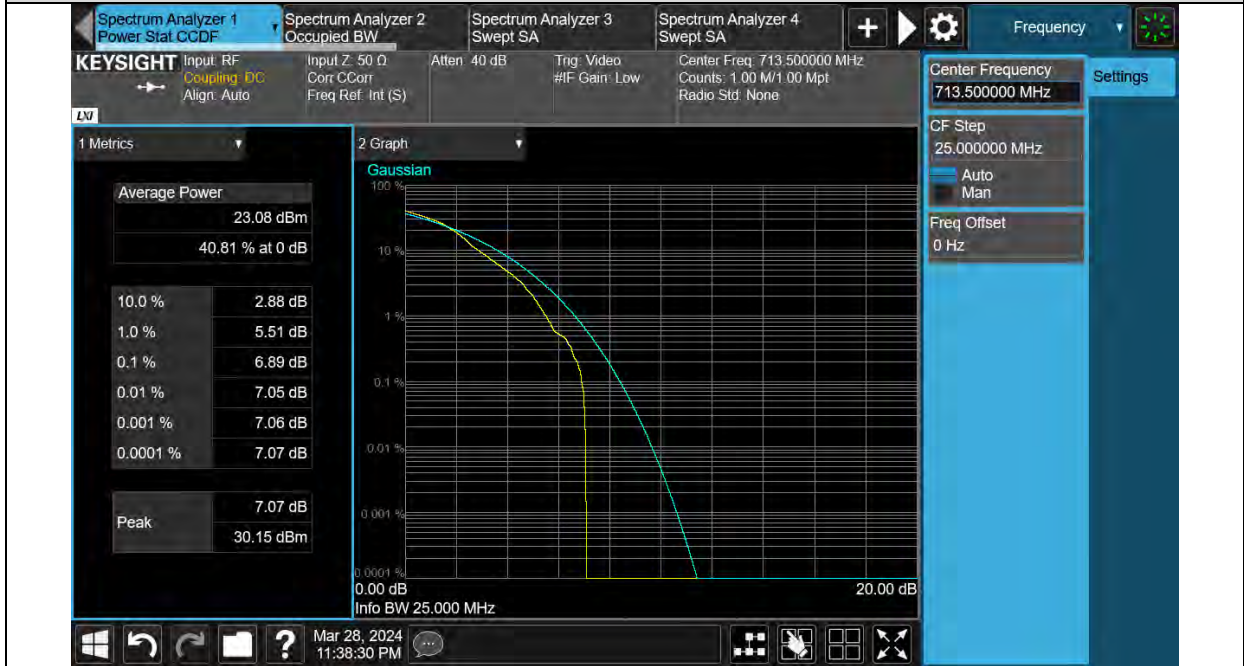 Spectrum Analyzer 1
Power Stat CCDF
Spectrum Analyzer 2
Occupied BW
Spectrum Analyzer 3
Swept SA
Spectrum Analyzer 4
Swept SA
+
Frequency
KEYSIGHT
LXI
Input: RF
Coupling: DC
Align: Auto
Input Z: 50 Ω
Corr CCorr
Freq Ref: Int (S)
Atten: 40 dB
Trig: Video
#IF Gain: Low
Center Freq: 713.500000 MHz
Counts: 1.00 M/1.00 Mpt
Radio Std: None
Center Frequency
713.500000 MHz
Settings
CF Step
25.000000 MHz
Auto
Man
Freq Offset
0 Hz
1 Metrics
Average Power
23.08 dBm
40.81 % at 0 dB
10.0 % 2.88 dB
1.0 % 5.51 dB
0.1 % 6.89 dB
0.01 % 7.05 dB
0.001 % 7.06 dB
0.0001 % 7.07 dB
Peak
7.07 dB
30.15 dBm
2 Graph
Gaussian
100 %
10 %
1 %
0.1 %
0.01 %
0.001 %
0.0001 %
0.00 dB
20.00 dB
Info BW 25.000 MHz
?
Mar 28, 2024
11:38:30 PM